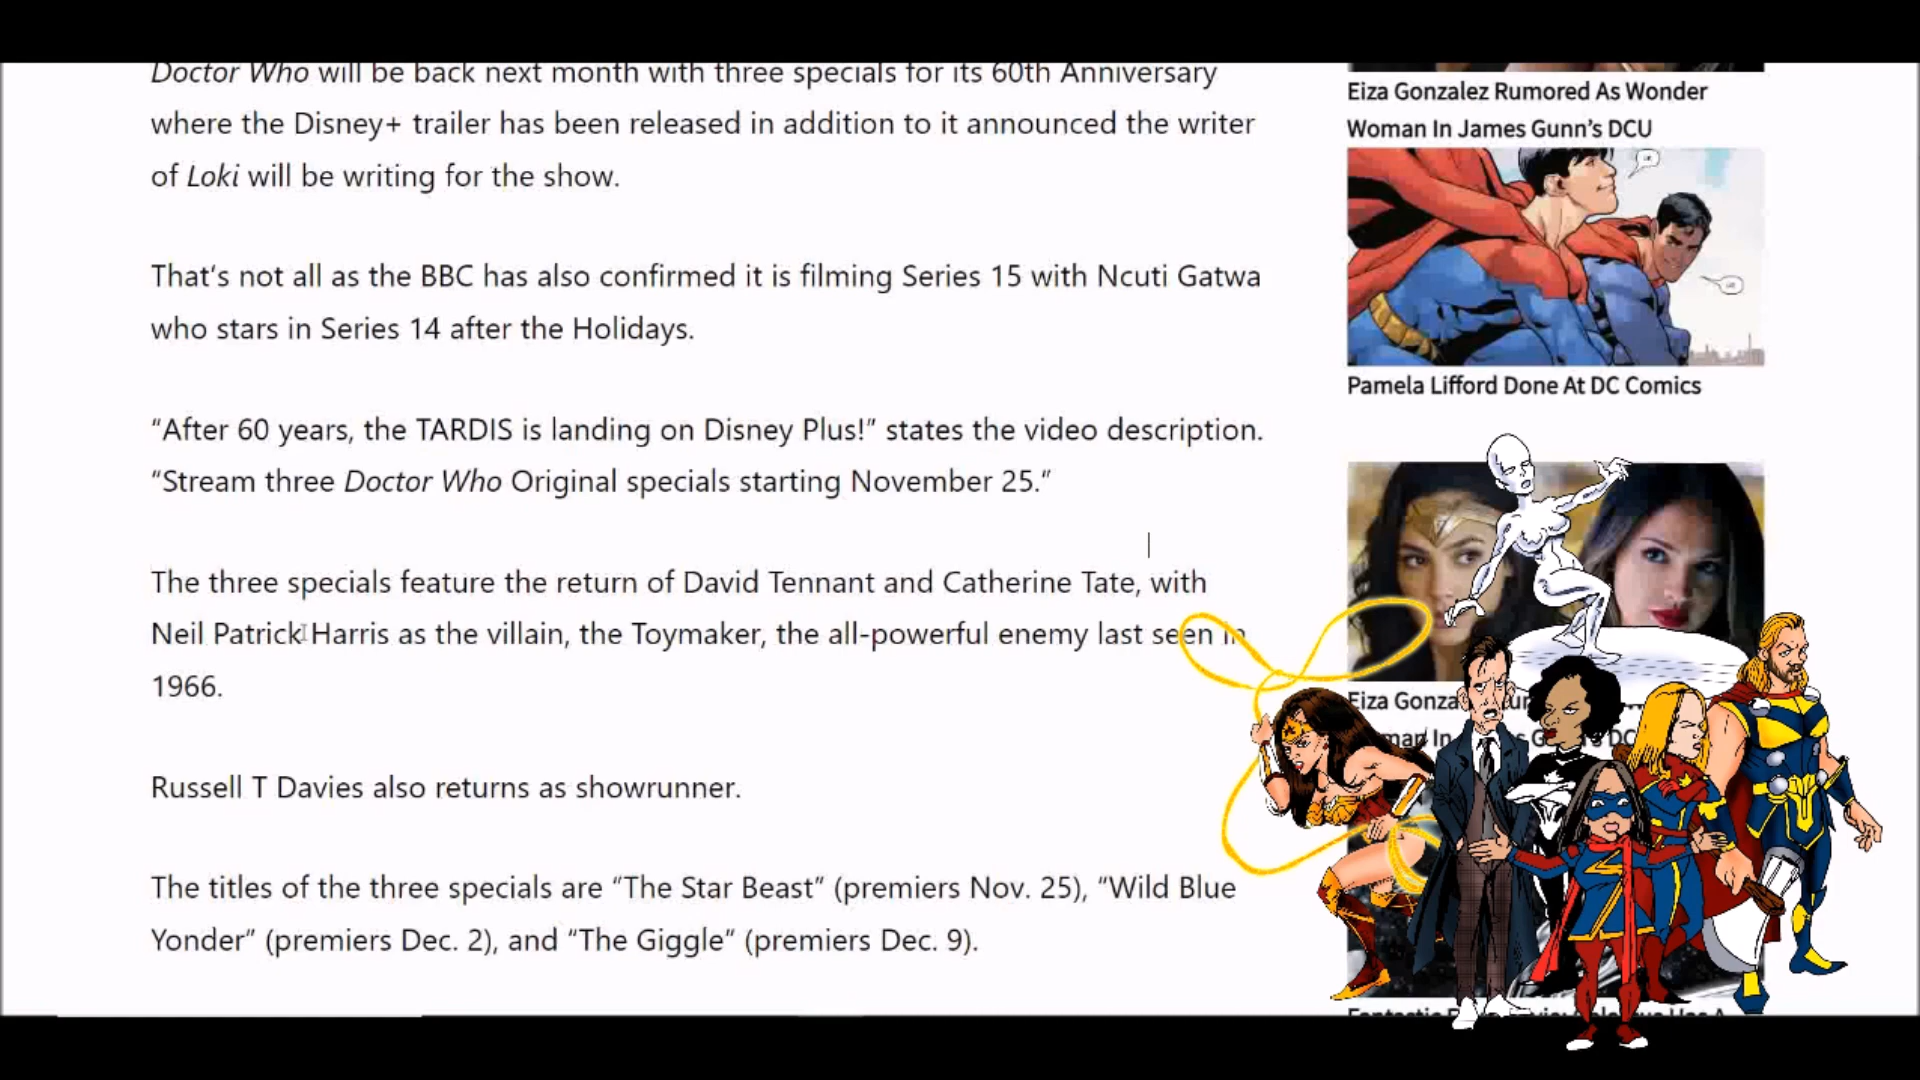 Doctor Who will be back next month with three specials for its 60th Anniversary
where the Disney+ trailer has been released in addition to it announced the writer
of Loki will be writing for the show.
That’s not all as the BBC has also confirmed it is filming Series 15 with Ncuti Gatwa
who stars in Series 14 after the Holidays.
“After 60 years, the TARDIS is landing on Disney Plus!” states the video description.
“Stream three Doctor Who Original specials starting November 25.”
The three specials feature the return of David Tennant and Catherine Tate, with
Neil Patrick Harris as the villain, the Toymaker, the all-powerful enemy last seen in
1966.
Russell T Davies also returns as showrunner.
The titles of the three specials are “The Star Beast” (premiers Nov. 25), “Wild Blue
Yonder” (premiers Dec. 2), and “The Giggle” (premiers Dec. 9).
Eiza Gonzalez Rumored As Wonder
Woman In James Gunn’s DCU
Pamela Lifford Done At DC Comics
Eiza
In